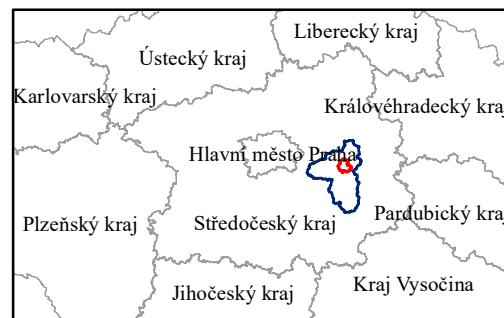 Liberecký kraj
Ústecký kraj
Karlovarský kraj
Královéhradecký kraj
Hlavní město Praha
Plzeňský kraj
Středočeský kraj
Pardubický kraj
Jihočeský kraj
Kraj Vysočina